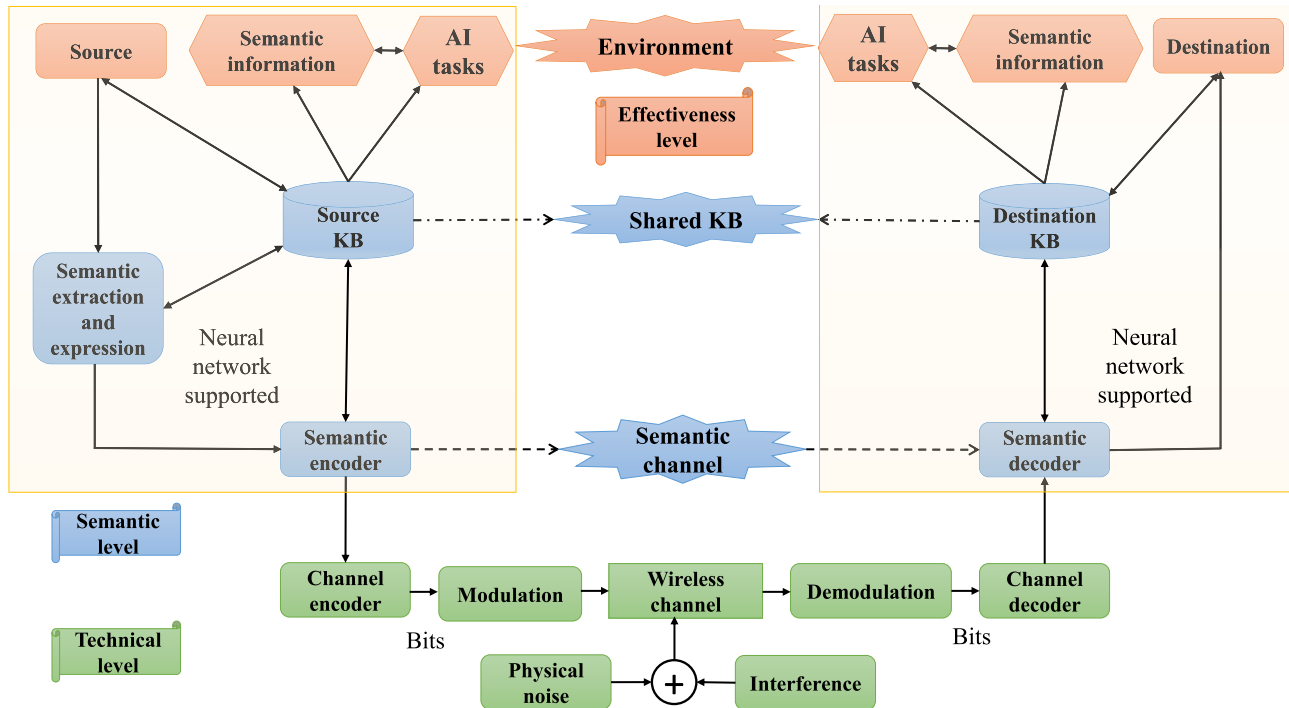 Source
Semantic
information
AI
tasks
Environment
AI
tasks
Semantic
information
Destination
Effectiveness
level
Source
KB
Shared KB
Destination
KB
Semantic
extraction
and
expression
Neural
network
supported
Neural
network
supported
Semantic
encoder
Semantic
channel
Semantic
decoder
Semantic
level
Channel
encoder
Modulation
Wireless
channel
Demodulation
Channel
decoder
Bits
Bits
Technical
level
Physical
noise
+
Interference